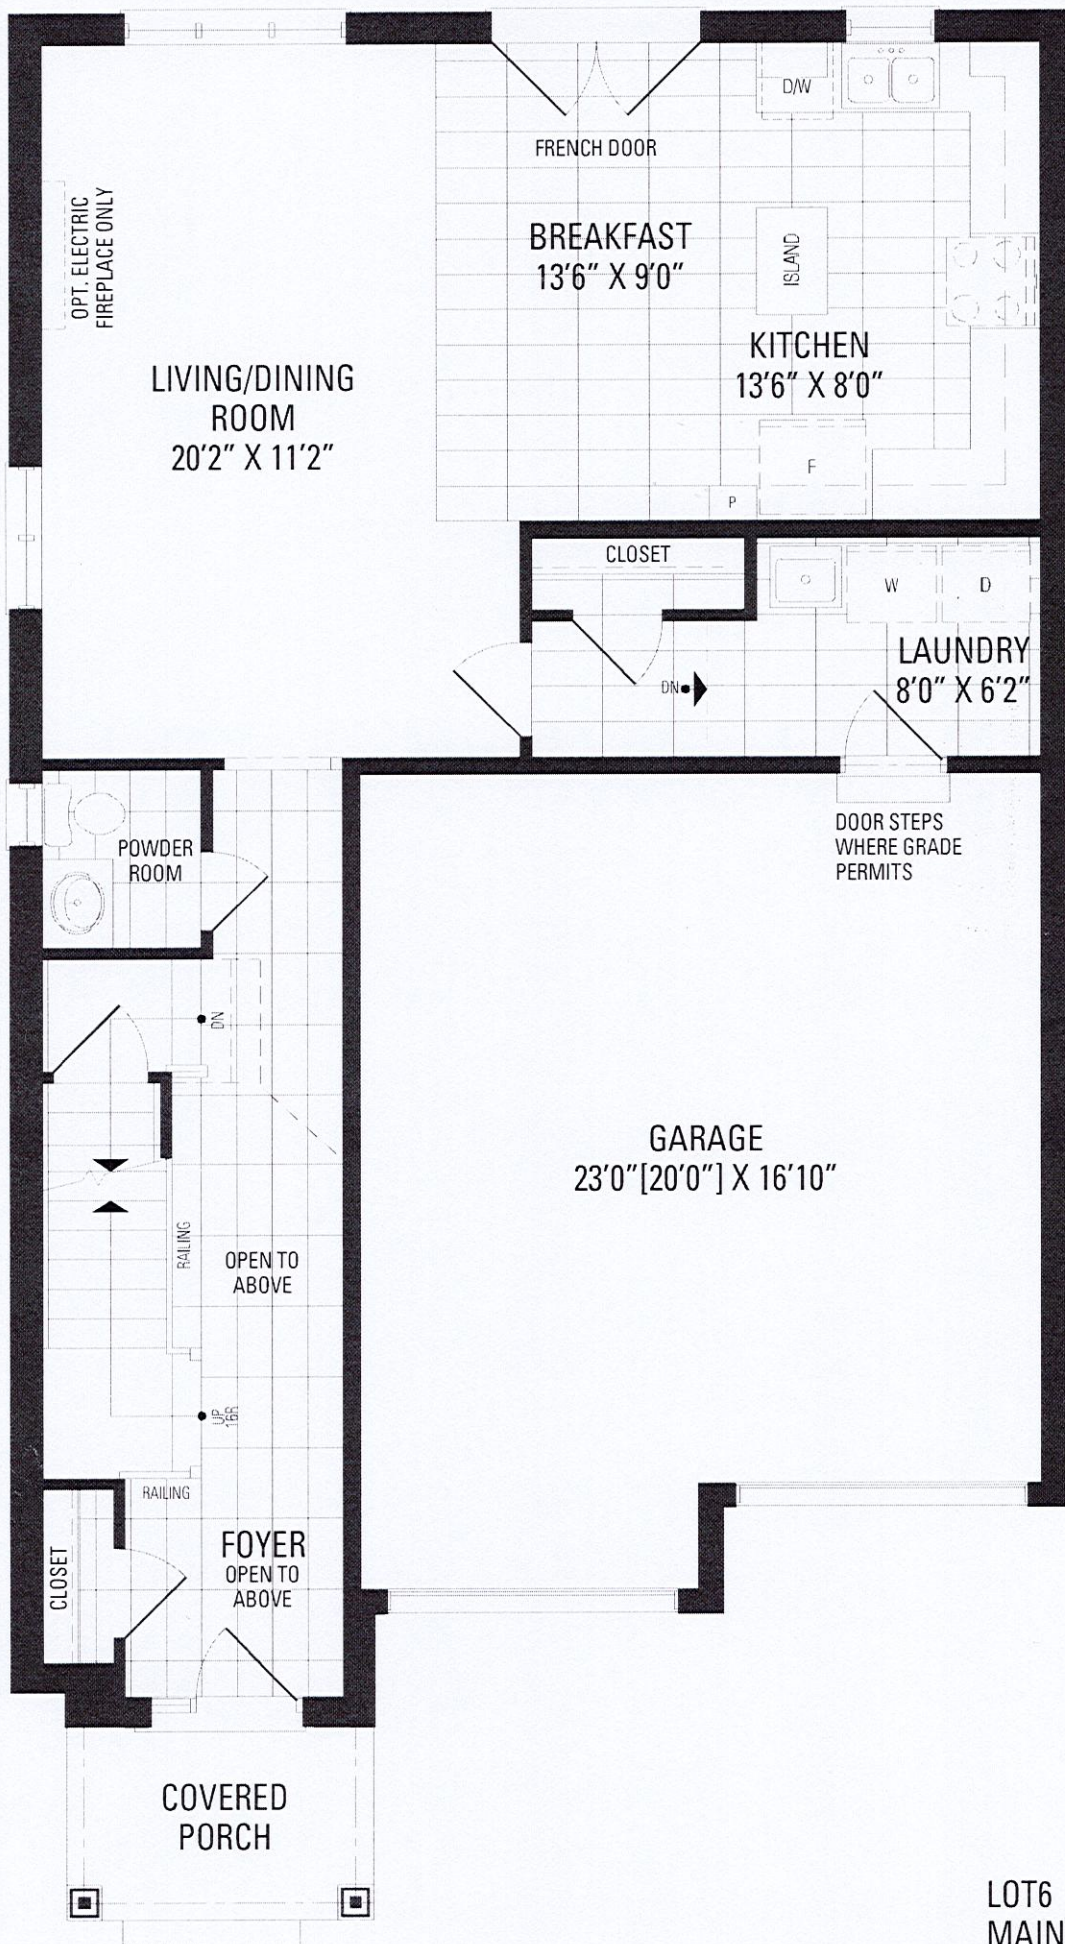 D/W
FRENCH DOOR
OPT. ELECTRIC
FIREPLACE ONLY
BREAKFAST
13'6" X 9'0"
ISLAND
KITCHEN
13'6" X 8'0"
LIVING/DINING
ROOM
20'2" X 11'2"
F
P
CLOSET
W
D
LAUNDRY
8'0" X 6'2"
DN
DOOR STEPS
WHERE GRADE
PERMITS
POWDER
ROOM
DN
GARAGE
23'0"[20'0"] X 16'10"
RAILING
OPEN TO
ABOVE
UP
16R
RAILING
CLOSET
FOYER
OPEN TO
ABOVE
COVERED
PORCH
LOT6
MAIN